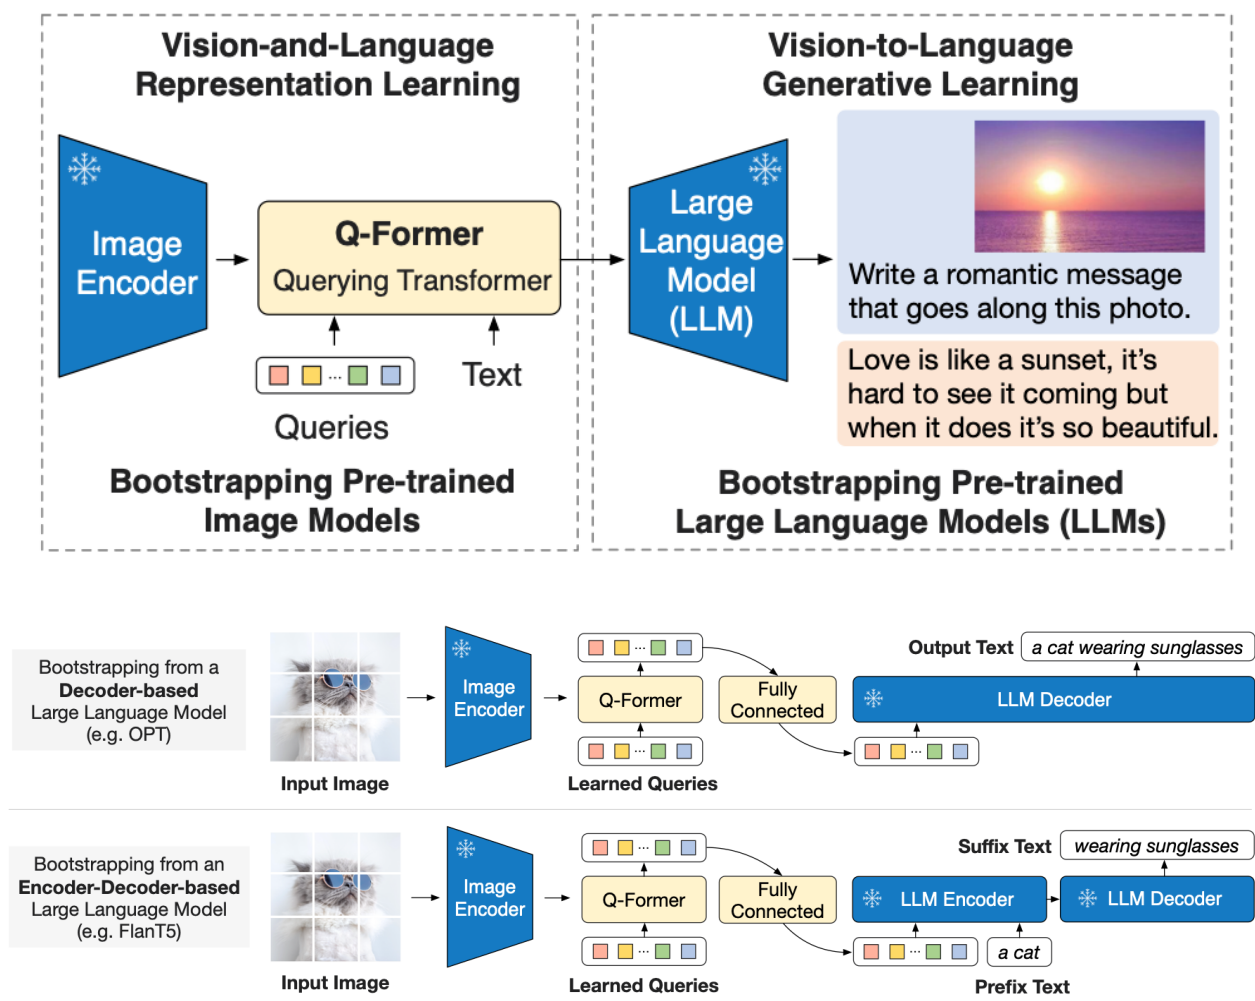 Vision-and-Language
Representation Learning
Image
Encoder
Q-Former
Querying Transformer
...
Queries
Text
Bootstrapping Pre-trained
Image Models
Vision-to-Language
Generative Learning
Large
Language
Model
(LLM)
Write a romantic message
that goes along this photo.
Love is like a sunset, it's
hard to see it coming but
when it does it's so beautiful.
Bootstrapping Pre-trained
Large Language Models (LLMs)
Bootstrapping from a
Decoder-based
Large Language Model
(e.g. OPT)
Input Image
Image
Encoder
...
Q-Former
...
Learned Queries
Fully
Connected
...
LLM Decoder
Output Text
a cat wearing sunglasses
Bootstrapping from an
Encoder-Decoder-based
Large Language Model
(e.g. FlanT5)
Input Image
Image
Encoder
...
Q-Former
...
Learned Queries
Fully
Connected
...
LLM Encoder
a cat
Prefix Text
LLM Decoder
Suffix Text
wearing sunglasses